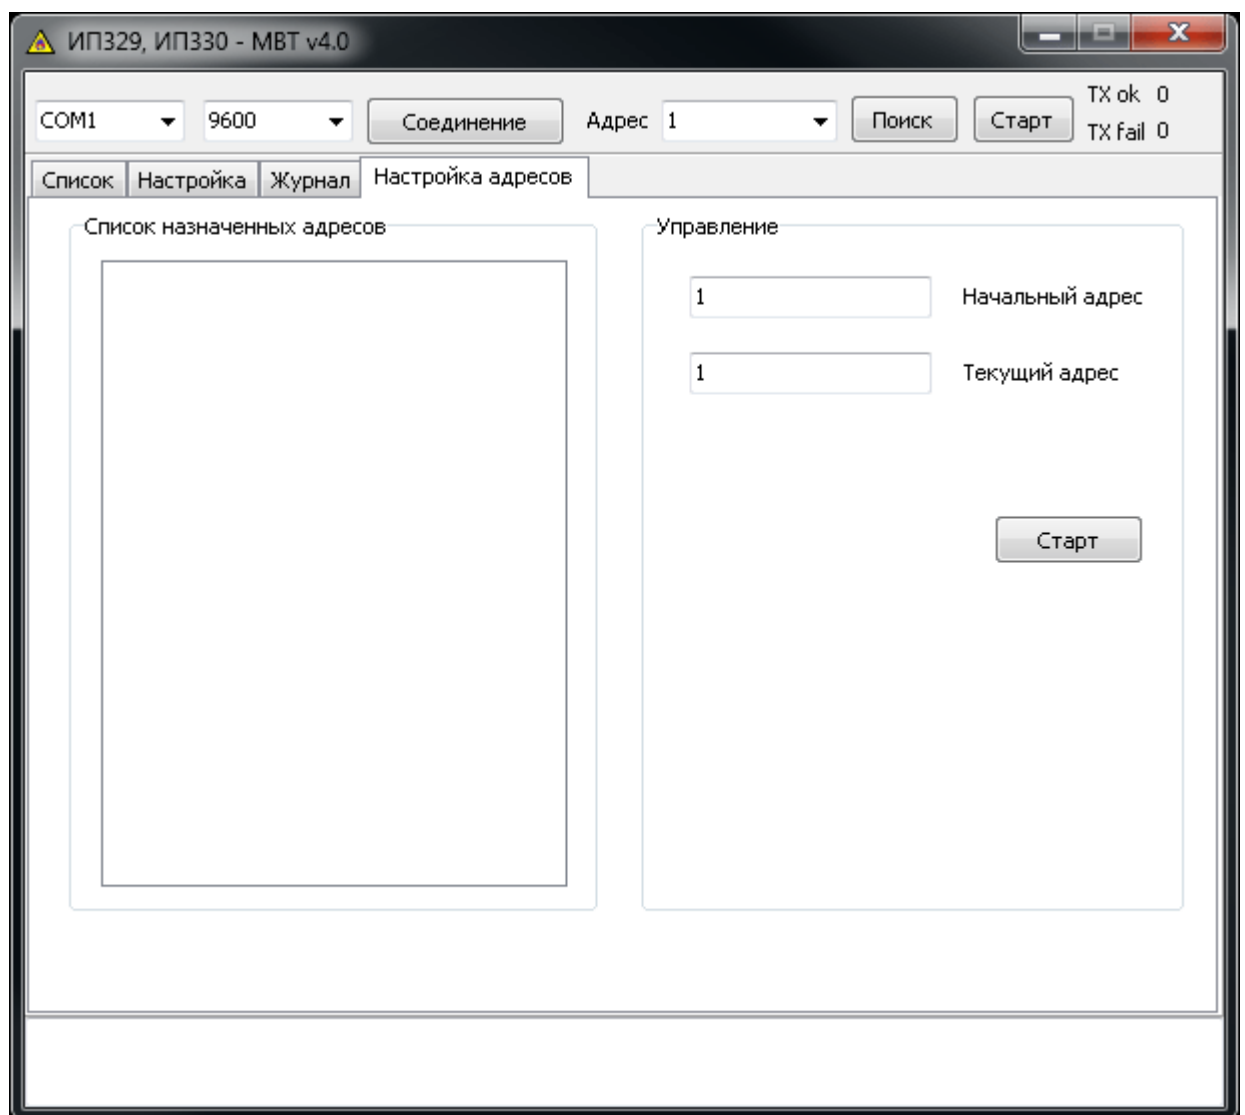 ИП329, ИП330 - МВТ v4.0
COM1 9600 Соединение Адрес 1 Поиск Старт TX ok 0
TX fail 0
Список Настройка Журнал Настройка адресов
Список назначенных адресов Управление
1 Начальный адрес
1 Текущий адрес
Старт